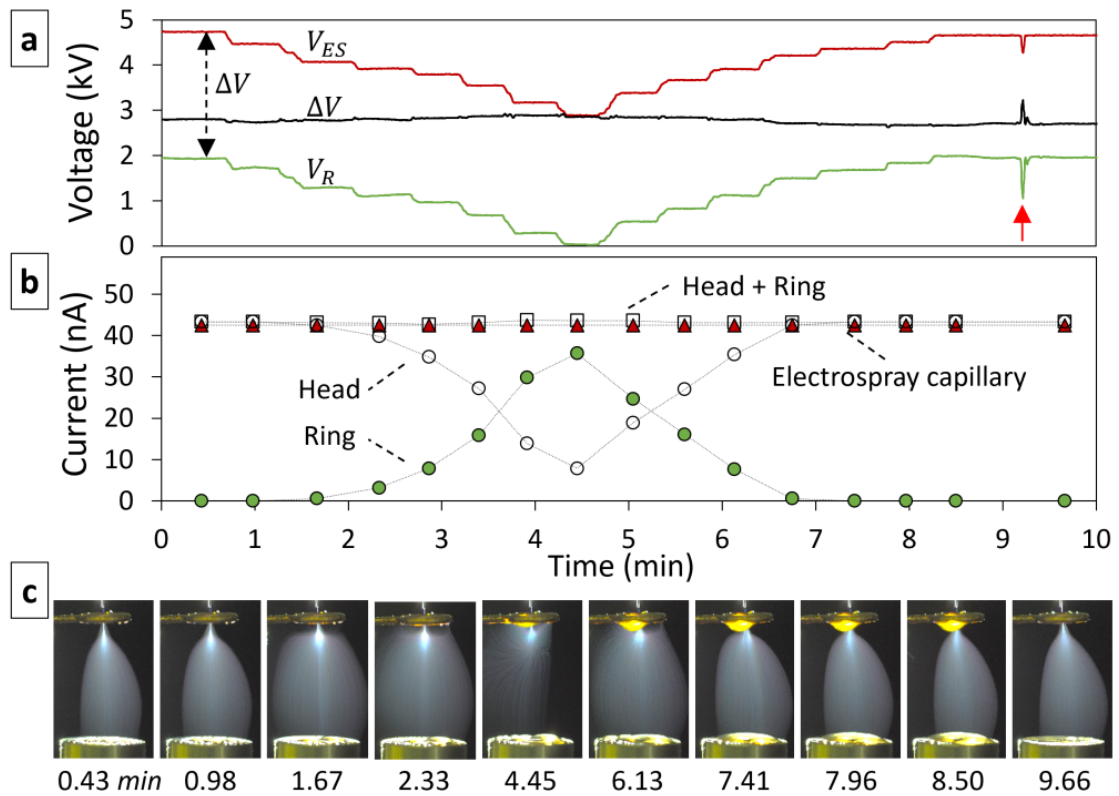 a
Voltage (kV)
5
4
3
2
1
0
V_ES
ΔV
ΔV
V_R
b
Current (nA)
50
40
30
20
10
0
Head + Ring
Head
Electrospray capillary
Ring
0 1 2 3 4 5 6 7 8 9 10
Time (min)
c
0.43 min 0.98 1.67 2.33 4.45 6.13 7.41 7.96 8.50 9.66